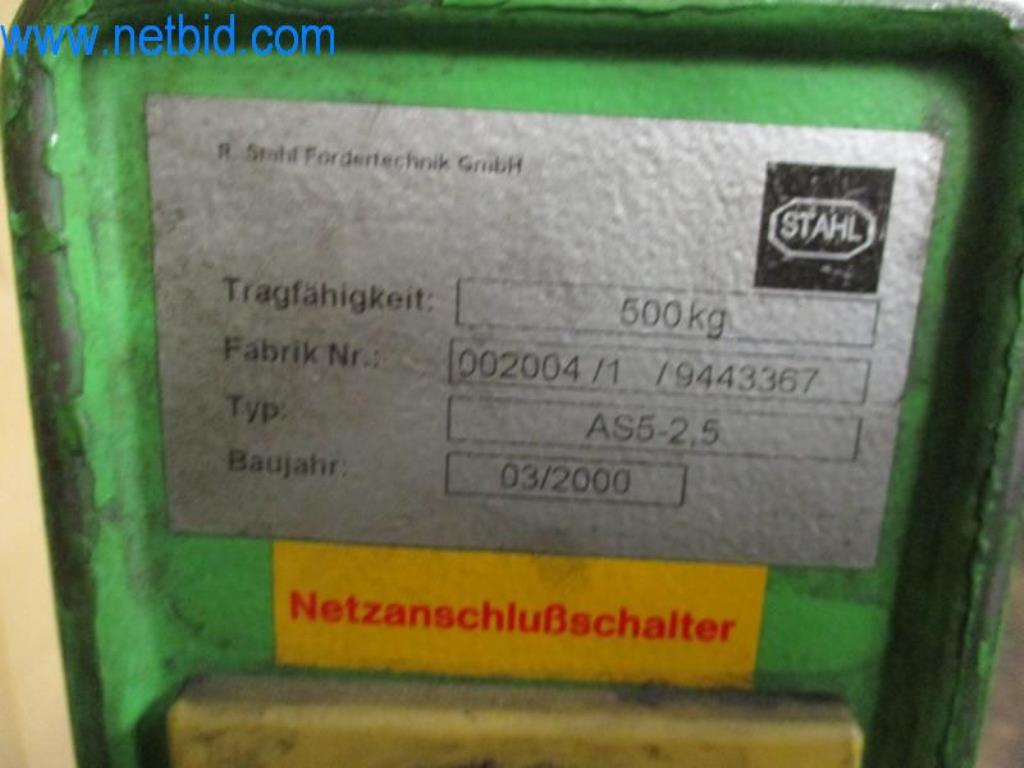 www.netbid.com
R. Stahl Fördertechnik GmbH
STAHL
Tragfähigkeit: 500 kg
Fabrik Nr.: 002004 /1 /9443367
Typ: AS5-2,5
Baujahr: 03/2000
Netzanschlußschalter